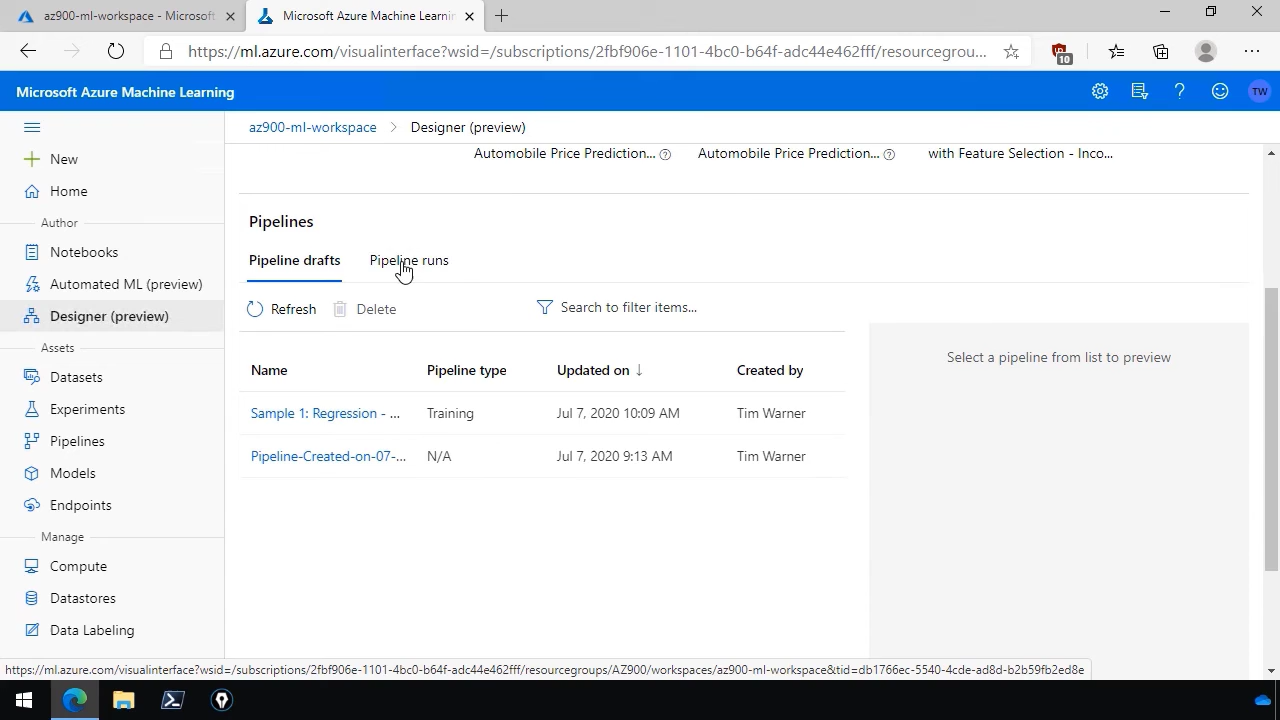 az900-ml-workspace - Microsoft
Microsoft Azure Machine Learnin
https://ml.azure.com/visualinterface?wsid=/subscriptions/2fbf906e-1101-4bc0-b64f-adc44e462fff/resourcegrou...
10
Microsoft Azure Machine Learning
TW
New
Home
Author
Notebooks
Automated ML (preview)
Designer (preview)
Assets
Datasets
Experiments
Pipelines
Models
Endpoints
Manage
Compute
Datastores
Data Labeling
az900-ml-workspace > Designer (preview)
Automobile Price Prediction... Automobile Price Prediction... with Feature Selection - Inco...
Pipelines
Pipeline drafts Pipeline runs
Refresh Delete Search to filter items...
Name Pipeline type Updated on ↓ Created by
Sample 1: Regression - ... Training Jul 7, 2020 10:09 AM Tim Warner
Pipeline-Created-on-07-... N/A Jul 7, 2020 9:13 AM Tim Warner
Select a pipeline from list to preview
https://ml.azure.com/visualinterface?wsid=/subscriptions/2fbf906e-1101-4bc0-b64f-adc44e462fff/resourcegroups/AZ900/workspaces/az900-ml-workspace&tid=db1766ec-5540-4cde-ad8d-b2b59fb2ed8e